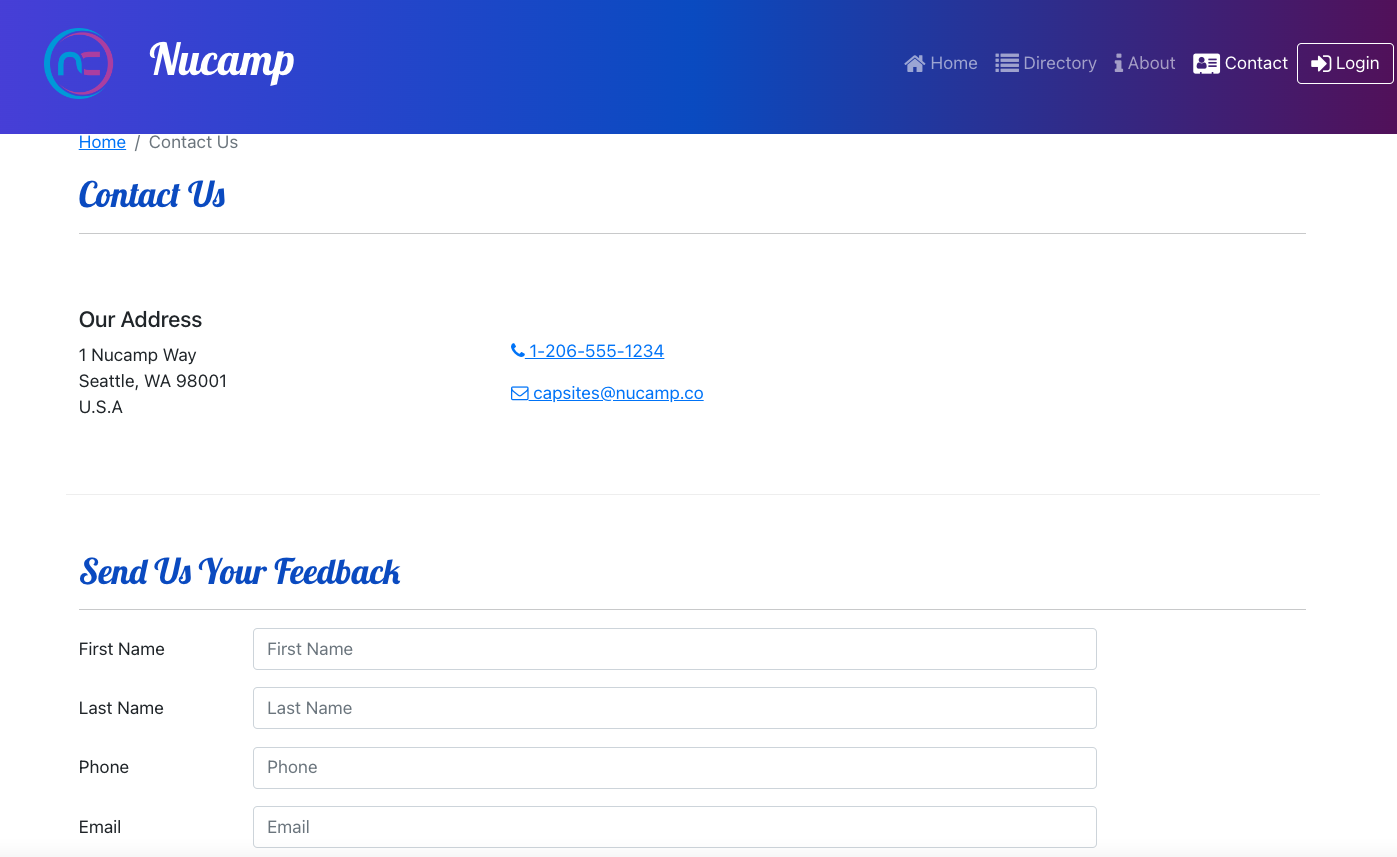 nc Nucamp Home Directory About Contact Login
Home / Contact Us
Contact Us
Our Address
1 Nucamp Way
Seattle, WA 98001
U.S.A
1-206-555-1234
capsites@nucamp.co
Send Us Your Feedback
First Name First Name
Last Name Last Name
Phone Phone
Email Email